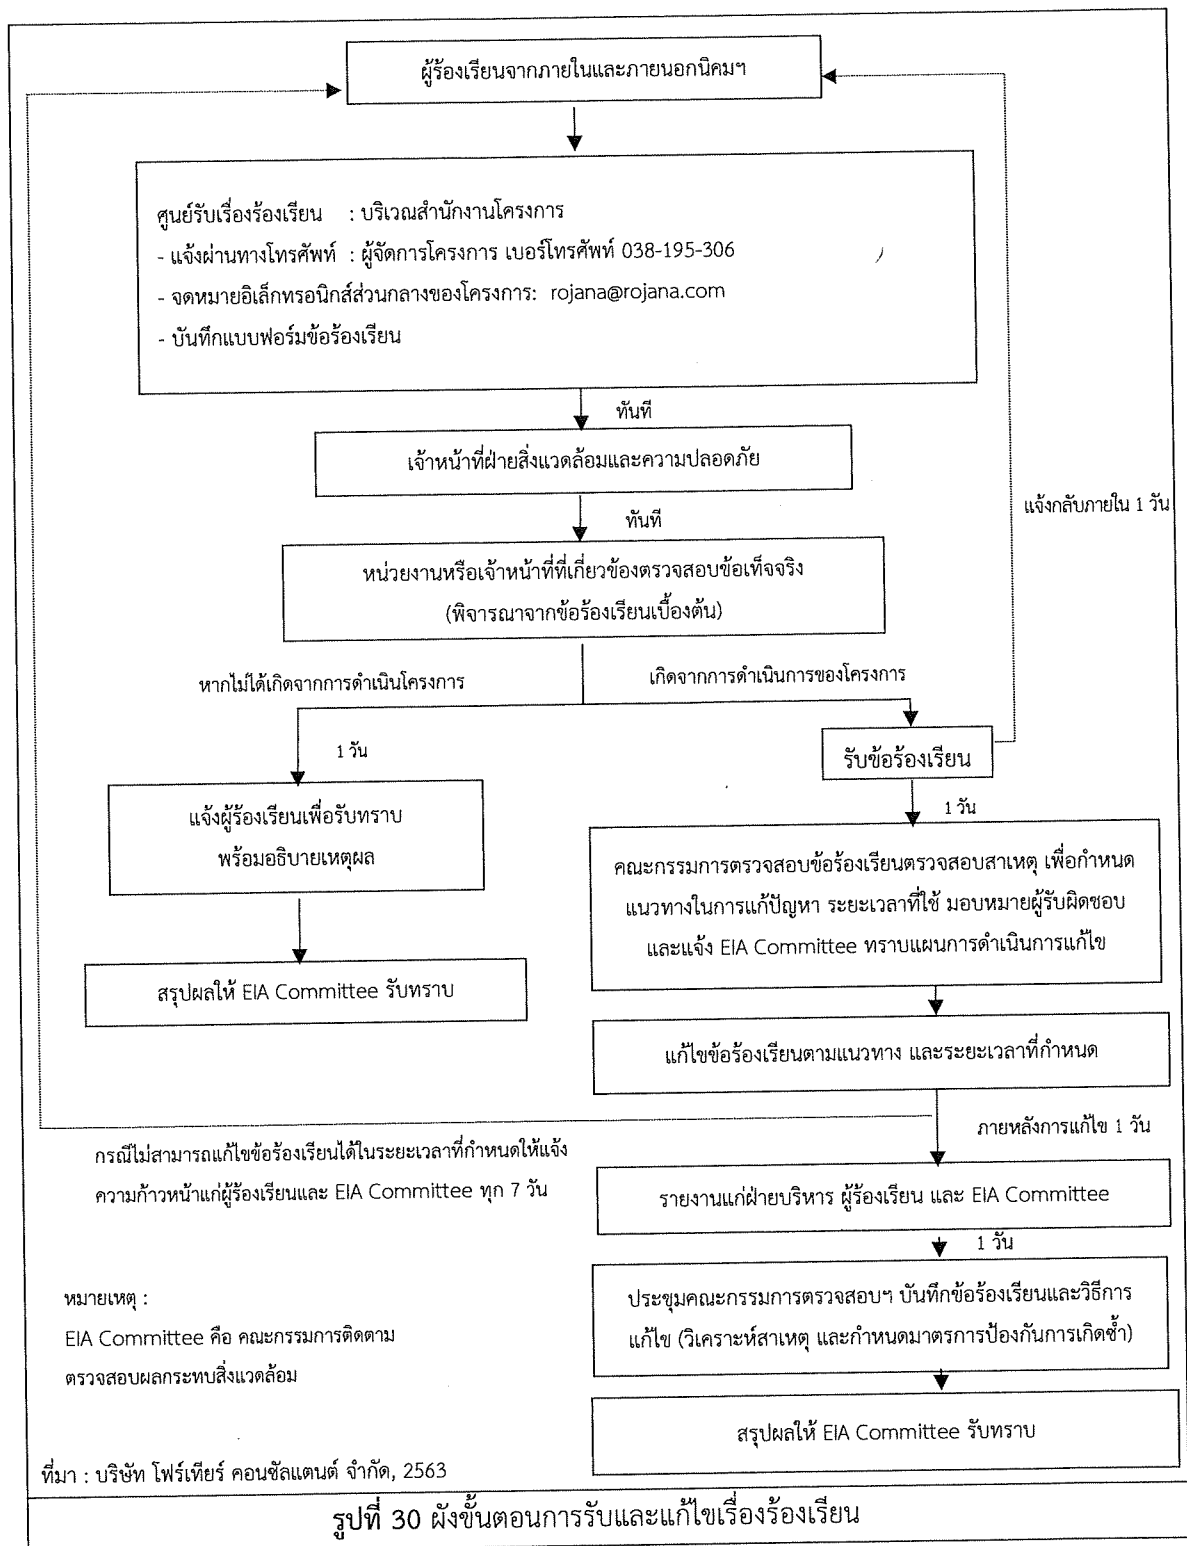 ผู้ร้องเรียนจากภายในและภายนอกนิคมฯ
ศูนย์รับเรื่องร้องเรียน : บริเวณสำนักงานโครงการ
- แจ้งผ่านทางโทรศัพท์ : ผู้จัดการโครงการ เบอร์โทรศัพท์ 038-195-306
- จดหมายอิเล็กทรอนิกส์ส่วนกลางของโครงการ: rojana@rojana.com
- บันทึกแบบฟอร์มข้อร้องเรียน
ทันที
เจ้าหน้าที่ฝ่ายสิ่งแวดล้อมและความปลอดภัย
แจ้งกลับภายใน 1 วัน
ทันที
หน่วยงานหรือเจ้าหน้าที่ที่เกี่ยวข้องตรวจสอบข้อเท็จจริง
(พิจารณาจากข้อร้องเรียนเบื้องต้น)
หากไม่ได้เกิดจากการดำเนินโครงการ
เกิดจากการดำเนินการของโครงการ
1 วัน
รับข้อร้องเรียน
แจ้งผู้ร้องเรียนเพื่อรับทราบ
พร้อมอธิบายเหตุผล
1 วัน
คณะกรรมการตรวจสอบข้อร้องเรียนตรวจสอบสาเหตุ เพื่อกำหนด
แนวทางในการแก้ปัญหา ระยะเวลาที่ใช้ มอบหมายผู้รับผิดชอบ
และแจ้ง EIA Committee ทราบแผนการดำเนินการแก้ไข
สรุปผลให้ EIA Committee รับทราบ
แก้ไขข้อร้องเรียนตามแนวทาง และระยะเวลาที่กำหนด
ภายหลังการแก้ไข 1 วัน
กรณีไม่สามารถแก้ไขข้อร้องเรียนได้ในระยะเวลาที่กำหนดให้แจ้ง
ความก้าวหน้าแก่ผู้ร้องเรียนและ EIA Committee ทุก 7 วัน
รายงานแก่ฝ่ายบริหาร ผู้ร้องเรียน และ EIA Committee
1 วัน
ประชุมคณะกรรมการตรวจสอบฯ บันทึกข้อร้องเรียนและวิธีการ
แก้ไข (วิเคราะห์สาเหตุ และกำหนดมาตรการป้องกันการเกิดซ้ำ)
หมายเหตุ :
EIA Committee คือ คณะกรรมการติดตาม
ตรวจสอบผลกระทบสิ่งแวดล้อม
สรุปผลให้ EIA Committee รับทราบ
ที่มา : บริษัท โฟร์เทียร์ คอนซัลแตนต์ จำกัด, 2563
รูปที่ 30 ผังขั้นตอนการรับและแก้ไขเรื่องร้องเรียน